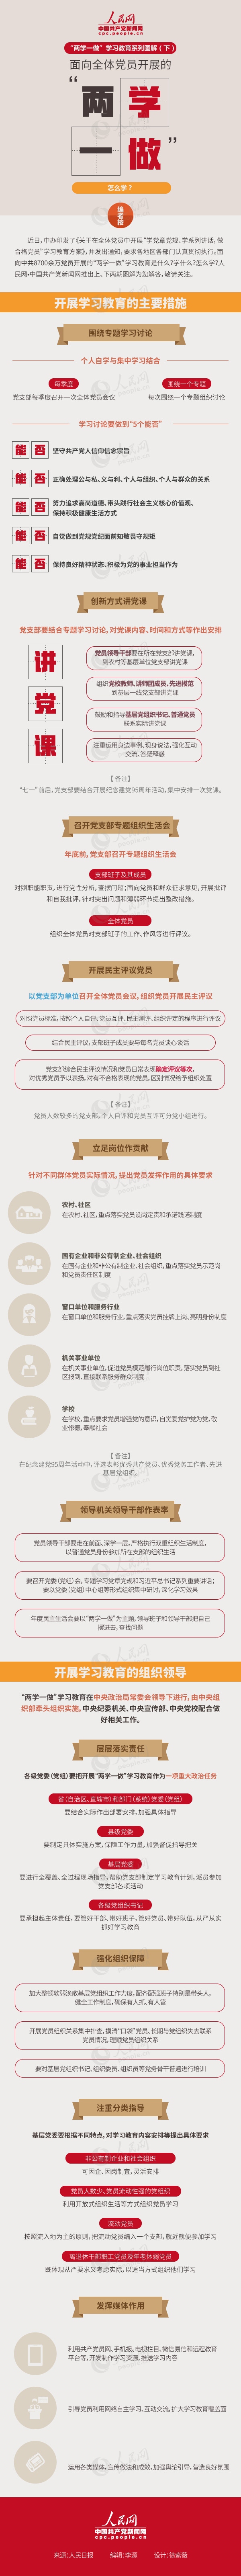 人民网
中国共产党新闻网
cpc.people.com.cn
“两学一做”学习教育系列图解（下）
面向全体党员开展的
“两学
一做”
怎么学？
编者按
近日，中办印发了《关于在全体党员中开展“学党章党规、学系列讲话，做
合格党员”学习教育方案》，并发出通知，要求各地区各部门认真贯彻执行。面
向中共8700余万党员开展的“两学一做”学习教育是什么？学什么？怎么学？人
民网•中国共产党新闻网推出上、下两期图解为您解答，敬请关注。
开展学习教育的主要措施
围绕专题学习讨论
个人自学与集中学习结合
每季度
围绕一个专题
党支部每季度召开一次全体党员会议
每次围绕一个专题组织讨论
学习讨论要做到“5个能否”
能否 坚守共产党人信仰信念宗旨
能否 正确处理公与私、义与利、个人与组织、个人与群众的关系
能否 努力追求高尚道德、带头践行社会主义核心价值观、
保持积极健康生活方式
能否 自觉做到党规党纪面前知敬畏守规矩
能否 保持良好精神状态、积极为党的事业担当作为
创新方式讲党课
党支部要结合专题学习讨论，对党课内容、时间和方式等作出安排
讲
党
课
党员领导干部要在所在党支部讲党课，
到农村等基层单位党支部讲党课
组织党校教师、讲师团成员、先进模范
到基层一线党支部讲党课
鼓励和指导基层党组织书记、普通党员
联系实际讲党课
注重运用身边事例、现身说法，强化互动
交流、答疑释惑
【备注】
“七一”前后，党支部要结合开展纪念建党95周年活动，集中安排一次党课。
召开党支部专题组织生活会
年底前，党支部召开专题组织生活会
支部班子及其成员
对照职能职责，进行党性分析，查摆问题；面向党员和群众征求意见，开展批评
和自我批评，针对突出问题和薄弱环节提出整改措施。
全体党员
组织全体党员对支部班子的工作、作风等进行评议。
开展民主评议党员
以党支部为单位召开全体党员会议，组织党员开展民主评议
对照党员标准，按照个人自评、党员互评、民主测评、组织评定的程序进行评议
结合民主评议，支部班子成员要与每名党员谈心谈话
党支部综合民主评议情况和党员日常表现确定评议等次，
对优秀党员予以表扬，对有不合格表现的党员，区别情况给予组织处置
【备注】
党员人数较多的党支部，个人自评和党员互评可分党小组进行。
立足岗位作贡献
针对不同群体党员实际情况，提出党员发挥作用的具体要求
农村、社区
在农村、社区，重点落实党员设岗定责和承诺践诺制度
国有企业和非公有制企业、社会组织
在国有企业和非公有制企业、社会组织，重点落实党员示范岗
和党员责任区制度
窗口单位和服务行业
在窗口单位和服务行业，重点落实党员挂牌上岗、亮明身份制度
机关事业单位
在机关事业单位，促进党员模范履行岗位职责，落实党员到社
区报到、直接联系服务群众制度
学校
在学校，重点要求党员增强党的意识，自觉爱党护党为党，敬
业修德，奉献社会
【备注】
在纪念建党95周年活动中，评选表彰优秀共产党员、优秀党务工作者、先进
基层党组织。
领导机关领导干部作表率
党员领导干部要走在前面、深学一层，严格执行双重组织生活制度，
以普通党员身份参加所在支部的组织生活
要召开党委（党组）会，专题学习党章党规和习近平总书记系列重要讲话；
要以党委（党组）中心组等形式组织集中研讨，深化学习效果
年度民主生活会要以“两学一做”为主题，领导班子和领导干部把自己
摆进去，查找问题
开展学习教育的组织领导
“两学一做”学习教育在中央政治局常委会领导下进行，由中央组
织部牵头组织实施。中央纪委机关、中央宣传部、中央党校配合做
好相关工作。
层层落实责任
各级党委（党组）要把开展“两学一做”学习教育作为一项重大政治任务
省（自治区、直辖市）和部门（系统）党委（党组）
要结合实际作出部署安排，加强具体指导
县级党委
要制定具体实施方案，保障工作力量，加强督促指导把关
基层党委
要进行全覆盖、全过程现场指导，帮助党支部制定学习教育计划，派员参加
党支部各项活动
各级党组织书记
要承担起主体责任，要管好干部、带好班子，管好党员、带好队伍，从严从实
抓好学习教育
强化组织保障
加大整顿软弱涣散基层党组织工作力度，配齐配强班子特别是带头人，
健全工作制度，确保有人抓、有人管
开展党员组织关系集中排查，摸清“口袋”党员、长期与党组织失去联系
党员情况，理顺党员组织关系
要对基层党组织书记、组织委员、组织员等党务骨干普遍进行培训
注重分类指导
基层党委要根据不同特点，对学习教育内容安排等提出具体要求
非公有制企业和社会组织
可因企、因岗制宜，灵活安排
党员人数少、党员流动性强的党组织
利用开放式组织生活等方式组织党员学习
流动党员
按照流入地为主的原则，把流动党员编入一个支部，就近就便参加学习
离退休干部职工党员及年老体弱党员
既体现从严要求又考虑实际，以适当方式组织他们学习
发挥媒体作用
利用共产党员网、手机报、电视栏目、微信易信和远程教育
平台等，开发制作学习资源，推送学习内容
引导党员利用网络自主学习、互动交流，扩大学习教育覆盖面
运用各类媒体，宣传做法和成效，加强舆论引导，营造良好氛围
人民网
中国共产党新闻网
cpc.people.com.cn
来源：人民日报 编辑：李源 设计：徐紫薇